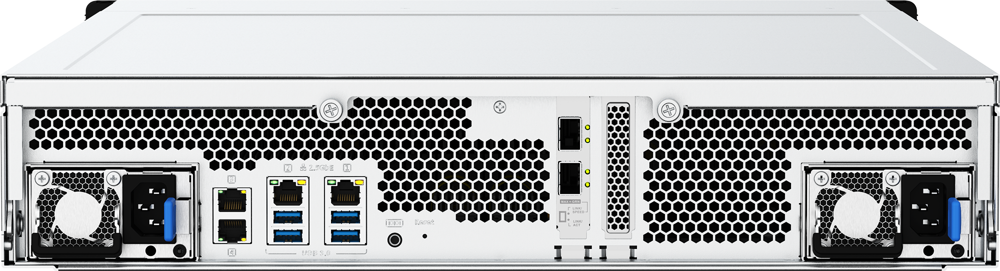 2 2.5GbE 1
3
MAX = GRN
LINK/
SPEED
LINK/
ACT
Reset
4
USB 3.0